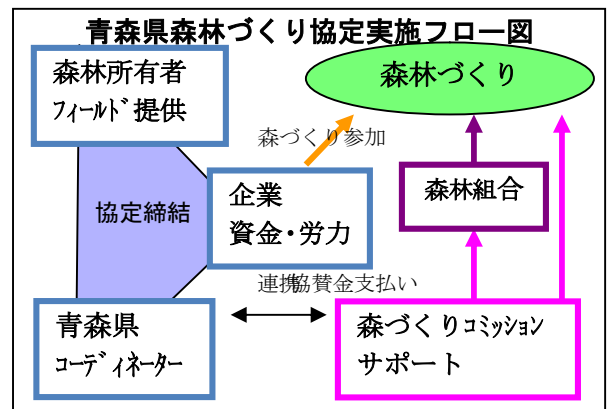 青森県森林づくり協定実施フロー図
森林所有者
フィールド提供
森林づくり
森づくり参加
企業
資金・労力
森林組合
協定締結
連携協賛金支払い
青森県
コーディネーター
森づくりコミッション
サポート